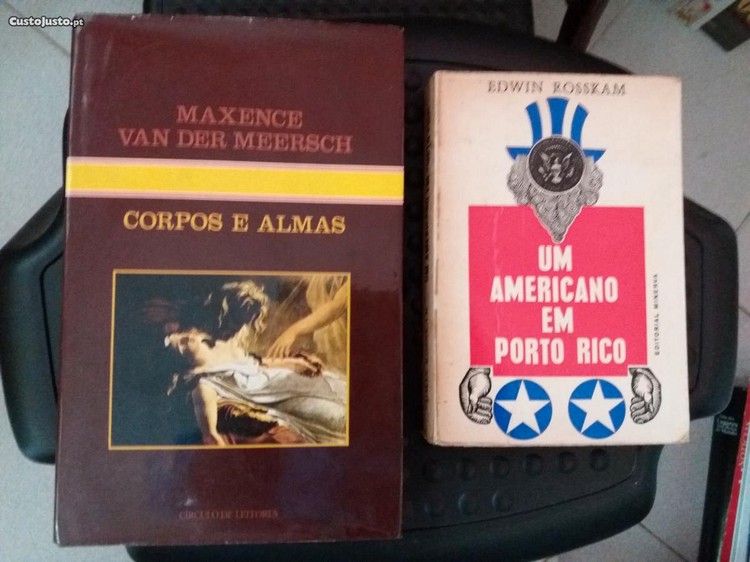 CustoJusto.pt
MAXENCE
VAN DER MEERSCH
CORPOS E ALMAS
CÍRCULO DE LEITORES
EDWIN ROSSKAM
UM
AMERICANO
EM
PORTO RICO
EDITORIAL MINERVA